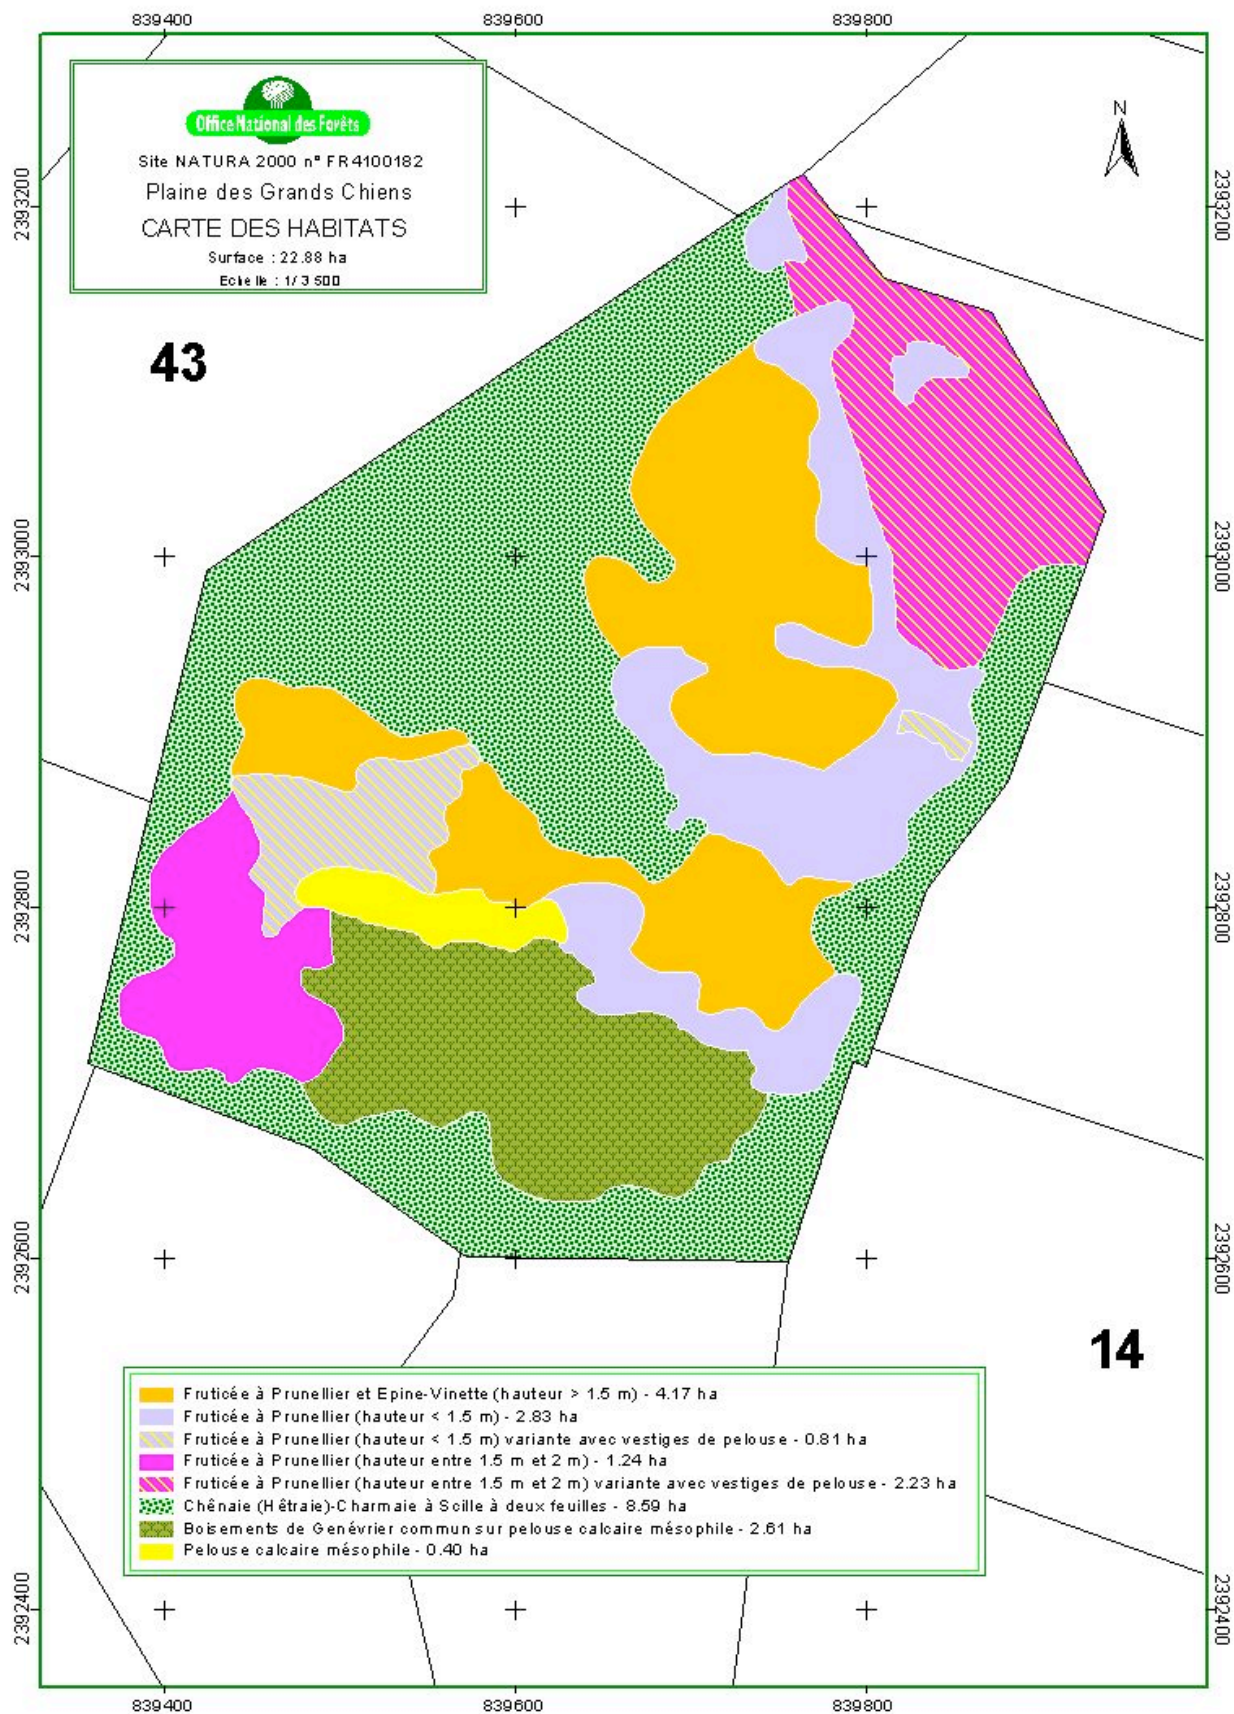 839400 839600 839800
Office National des Forêts
Site NATURA 2000 n° FR4100182
Plaine des Grands Chiens
CARTE DES HABITATS
Surface : 22.88 ha
Echelle : 1/3 500
N
2393200 2393200
43
2393000 2393000
2392800 2392800
2392600 2392600
14
Fruticée à Prunellier et Epine-Vinette (hauteur > 1.5 m) - 4.17 ha
Fruticée à Prunellier (hauteur < 1.5 m) - 2.83 ha
Fruticée à Prunellier (hauteur < 1.5 m) variante avec vestiges de pelouse - 0.81 ha
Fruticée à Prunellier (hauteur entre 1.5 m et 2 m) - 1.24 ha
Fruticée à Prunellier (hauteur entre 1.5 m et 2 m) variante avec vestiges de pelouse - 2.23 ha
Chênaie (Hêtraie)-Charmaie à Scille à deux feuilles - 8.59 ha
Boisements de Genévrier commun sur pelouse calcaire mésophile - 2.61 ha
Pelouse calcaire mésophile - 0.40 ha
2392400 2392400
839400 839600 839800